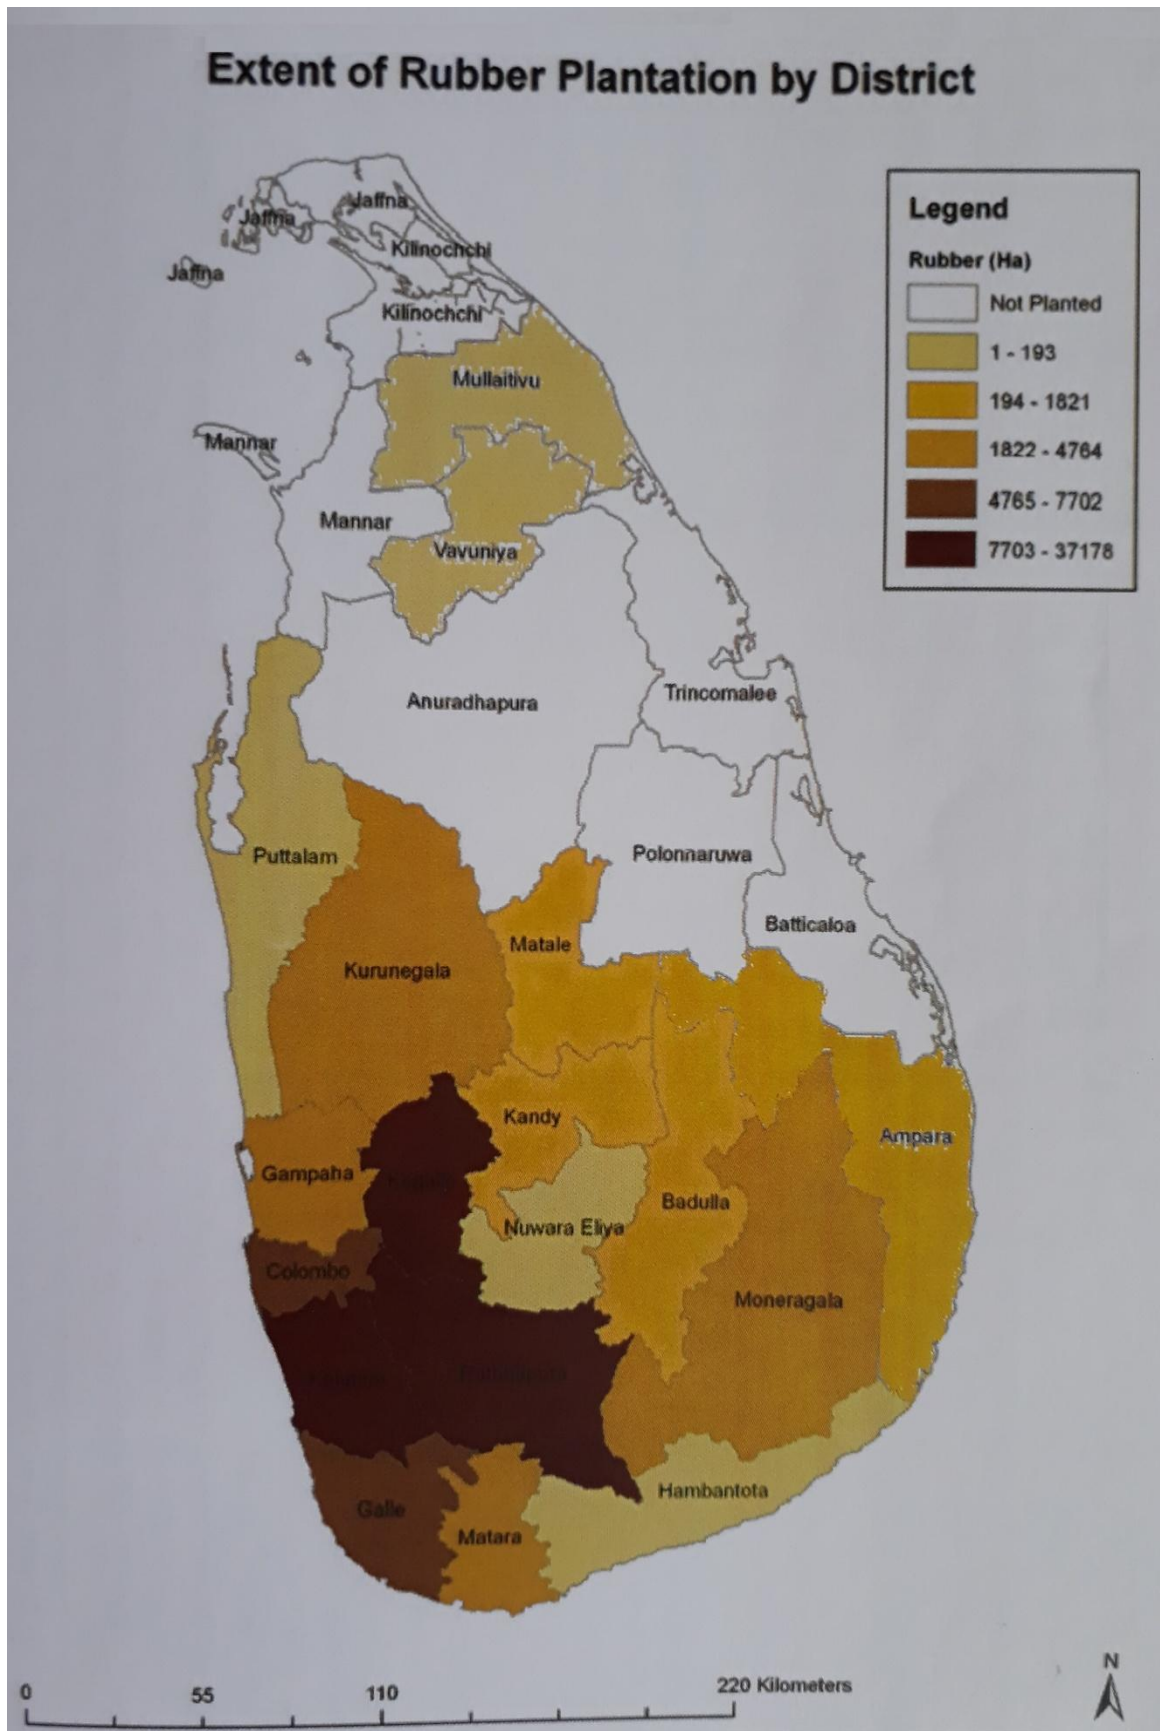 Extent of Rubber Plantation by District
Legend
Rubber (Ha)
Not Planted
1 - 193
194 - 1821
1822 - 4764
4765 - 7702
7703 - 37178
Jaffna
Jaffna
Kilinochchi
Jaffna
Kilinochchi
Mullaitivu
Mannar
Mannar
Vavuniya
Trincomalee
Anuradhapura
Puttalam
Polonnaruwa
Batticaloa
Matale
Kurunegala
Kandy
Ampara
Gampaha
Badulla
Nuwara Eliya
Colombo
Moneragala
Ratnapura
Hambantota
Galle
Matara
N
0 55 110 220 Kilometers